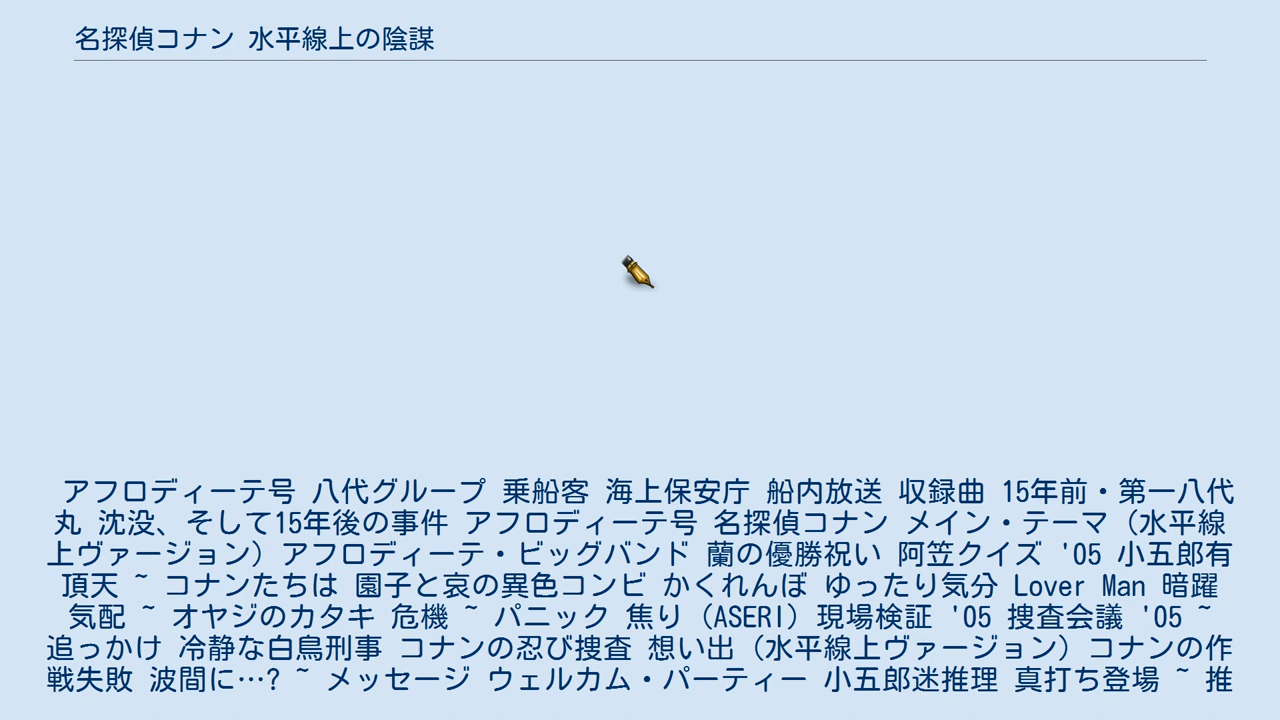 名探偵コナン 水平線上の陰謀
アフロディーテ号 八代グループ 乗船客 海上保安庁 船内放送 収録曲 15年前・第一八代
丸 沈没、そして15年後の事件 アフロディーテ号 名探偵コナン メイン・テーマ（水平線
上ヴァージョン）アフロディーテ・ビッグバンド 蘭の優勝祝い 阿笠クイズ '05 小五郎有
頂天 ~ コナンたちは 園子と哀の異色コンビ かくれんぼ ゆったり気分 Lover Man 暗躍
気配 ~ オヤジのカタキ 危機 ~ パニック 焦り（ASERI）現場検証 '05 捜査会議 '05 ~
追っかけ 冷静な白鳥刑事 コナンの忍び捜査 想い出（水平線上ヴァージョン）コナンの作
戦失敗 波間に…? ~ メッセージ ウェルカム・パーティー 小五郎迷推理 真打ち登場 ~ 推